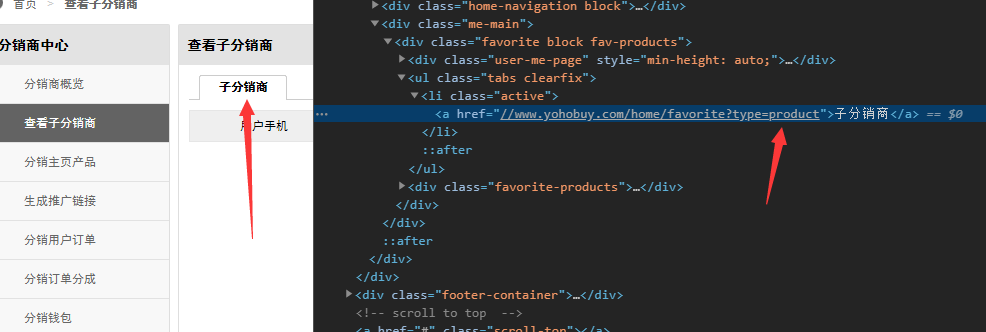 首页 > 查看子分销商
分销商中心
分销商概览
查看子分销商
分销主页产品
生成推广链接
分销用户订单
分销订单分成
分销钱包
查看子分销商
子分销商
用户手机
<div class="home-navigation block">…</div>
<div class="me-main">
<div class="favorite block fav-products">
<div class="user-me-page" style="min-height: auto;">…</div>
<ul class="tabs clearfix">
<li class="active">
<a href="//www.yohobuy.com/home/favorite?type=product">子分销商</a> == $0
</li>
::after
</ul>
<div class="favorite-products">…</div>
</div>
</div>
::after
</div>
</div>
<div class="footer-container">…</div>
<!-- scroll to top  -->
<a href="#" class="scroll-top"></a>